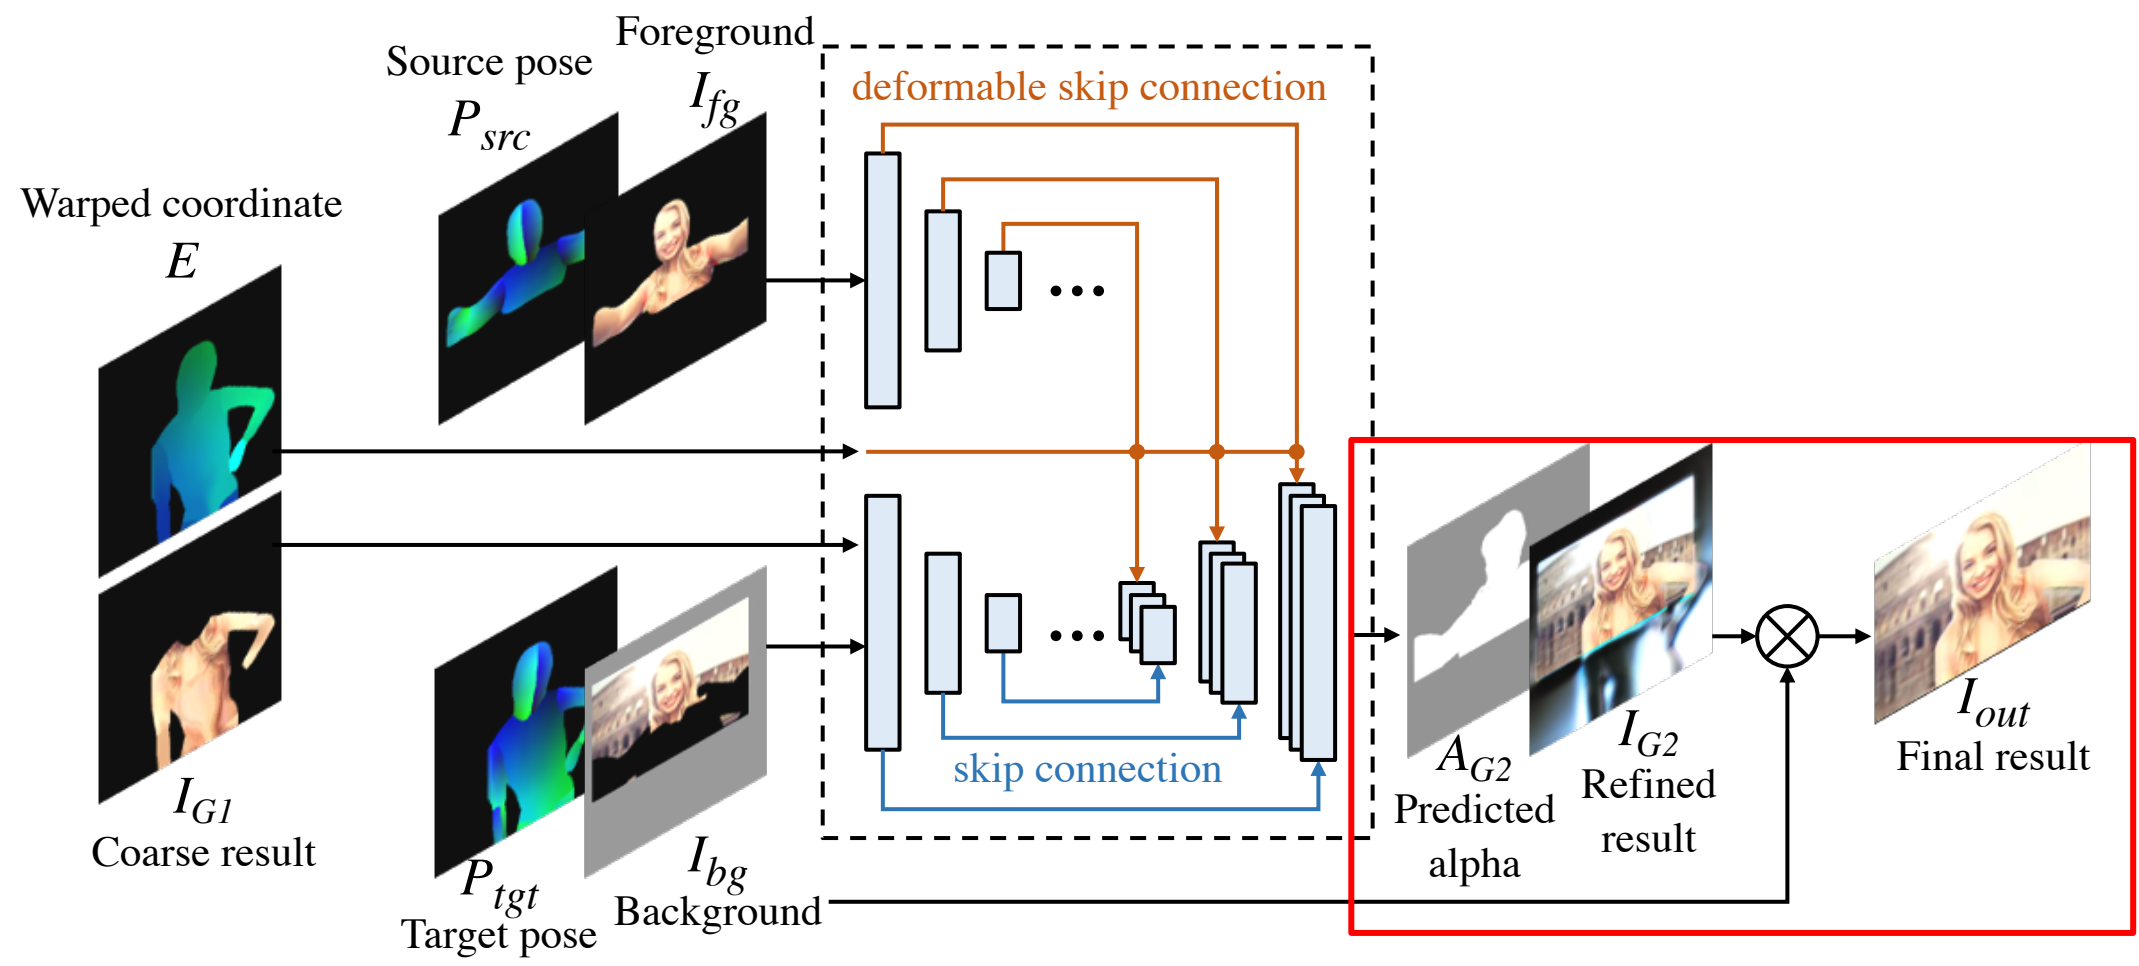 Foreground
I_fg
Source pose
P_src
deformable skip connection
Warped coordinate
E
I_G1
Coarse result
P_tgt
Target pose
I_bg
Background
skip connection
A_G2
Predicted
alpha
I_G2
Refined
result
I_out
Final result